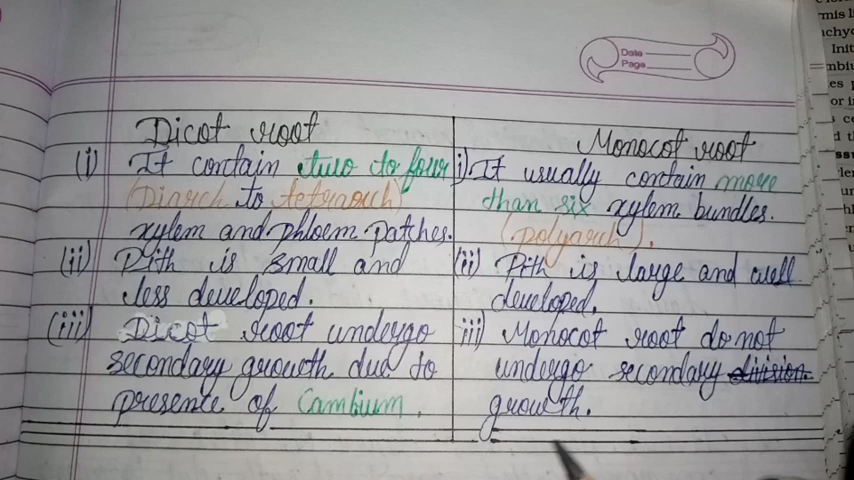 Date
Page
Dicot root
(i) It contain two to four
(Diarch to tetrarch)
xylem and phloem patches.
(ii) Pith is small and
less developed.
(iii) Dicot root undergo
secondary growth due to
presente of Cambium.
Monocot root
i) It usually contain more
than six xylem bundles.
(polyarch).
(ii) Pith is large and well
developed.
iii) Monocot root do not
undergo secondary division.
growth.